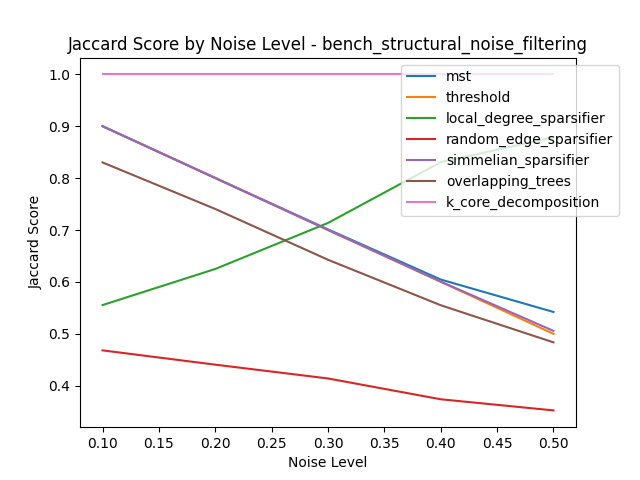 Jaccard Score by Noise Level - bench_structural_noise_filtering
1.0
0.9
0.8
0.7
0.6
0.5
0.4
Jaccard Score
mst
threshold
local_degree_sparsifier
random_edge_sparsifier
simmelian_sparsifier
overlapping_trees
k_core_decomposition
0.10 0.15 0.20 0.25 0.30 0.35 0.40 0.45 0.50
Noise Level